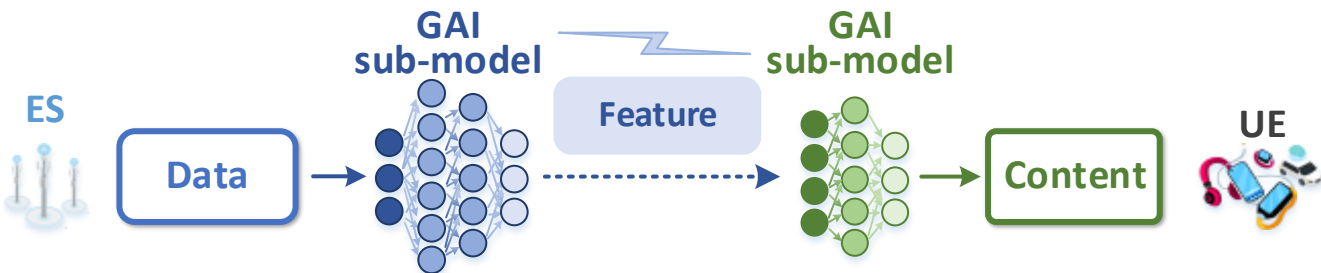 GAI
sub-model
GAI
sub-model
ES
Feature
UE
Data
Content